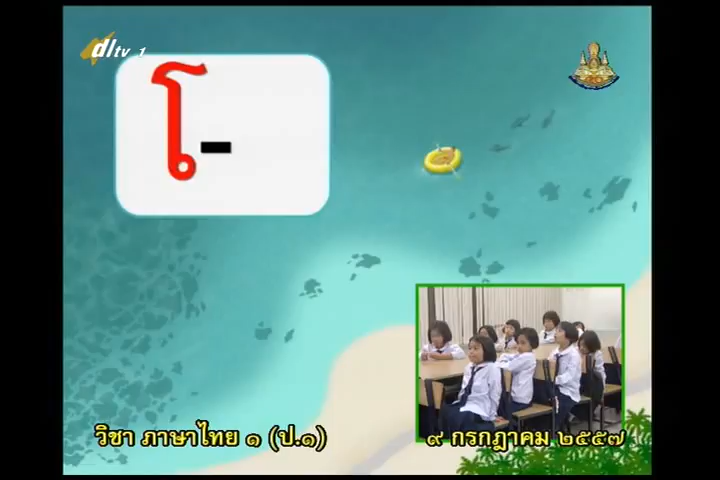 dltv 1
โ-
วิชา ภาษาไทย ๑ (ป.๑)
๙ กรกฎาคม ๒๕๕๗